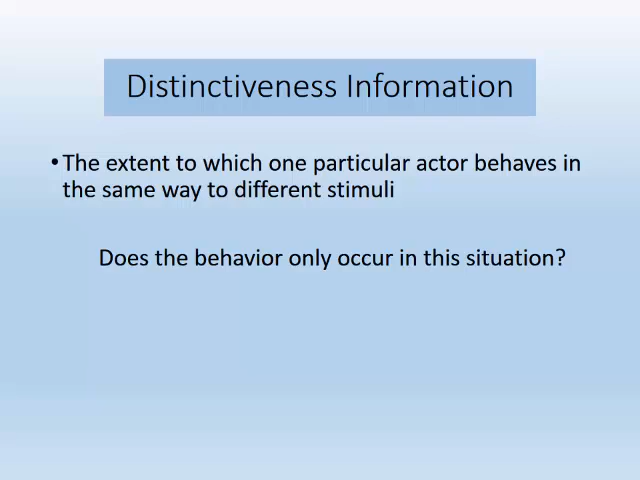 Distinctiveness Information
•The extent to which one particular actor behaves in
the same way to different stimuli
Does the behavior only occur in this situation?